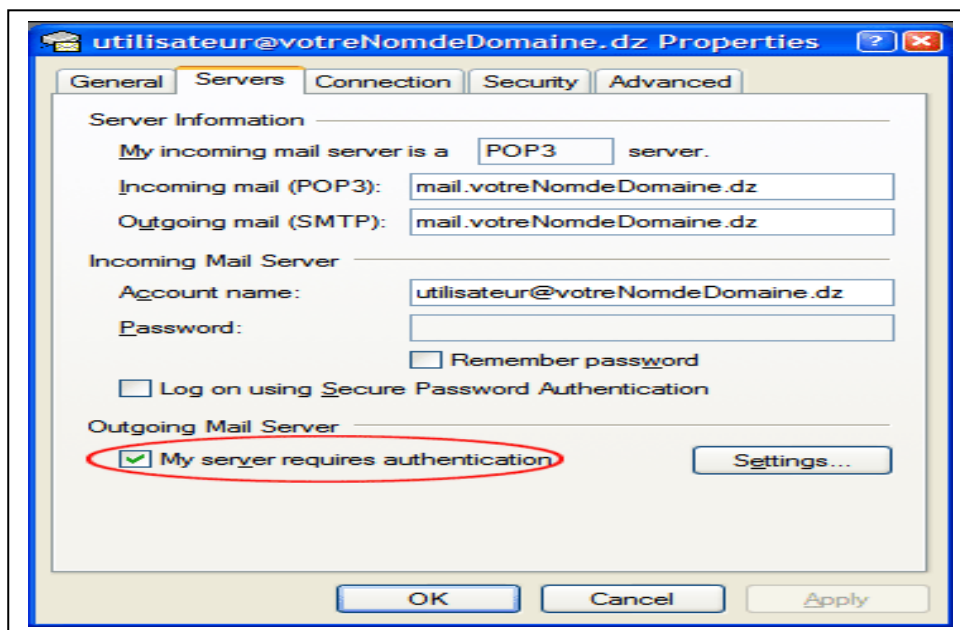 utilisateur@votreNomdeDomaine.dz Properties
General Servers Connection Security Advanced
Server Information
My incoming mail server is a POP3 server.
Incoming mail (POP3): mail.votreNomdeDomaine.dz
Outgoing mail (SMTP): mail.votreNomdeDomaine.dz
Incoming Mail Server
Account name: utilisateur@votreNomdeDomaine.dz
Password:
Remember password
Log on using Secure Password Authentication
Outgoing Mail Server
My server requires authentication Settings...
OK Cancel Apply